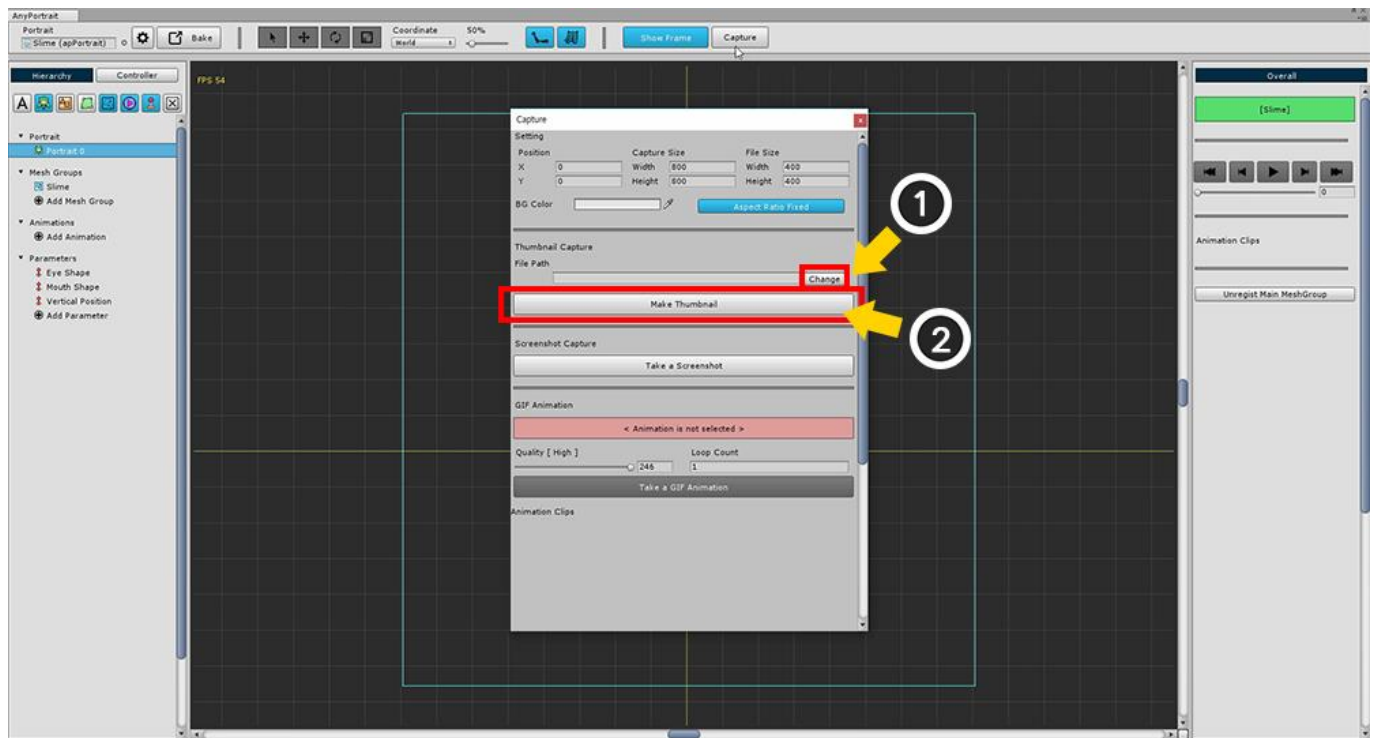 AnyPortrait
Portrait
Slime (apPortrait)
Bake
Coordinate
World
50%
Show Frame
Capture
Hierarchy
Controller
Portrait
Portrait 0
Mesh Groups
Slime
Add Mesh Group
Animations
Add Animation
Parameters
Eye Shape
Mouth Shape
Vertical Position
Add Parameter
FPS 54
Capture
Setting
Position Capture Size File Size
X 0 Width 800 Width 400
Y 0 Height 800 Height 400
BG Color Aspect Ratio Fixed
Thumbnail Capture
File Path
Change
Make Thumbnail
Screenshot Capture
Take a Screenshot
GIF Animation
< Animation is not selected >
Quality [ High ] Loop Count
246 1
Take a GIF Animation
Animation Clips
1
2
Overall
[Slime]
0
Animation Clips
Unregist Main MeshGroup